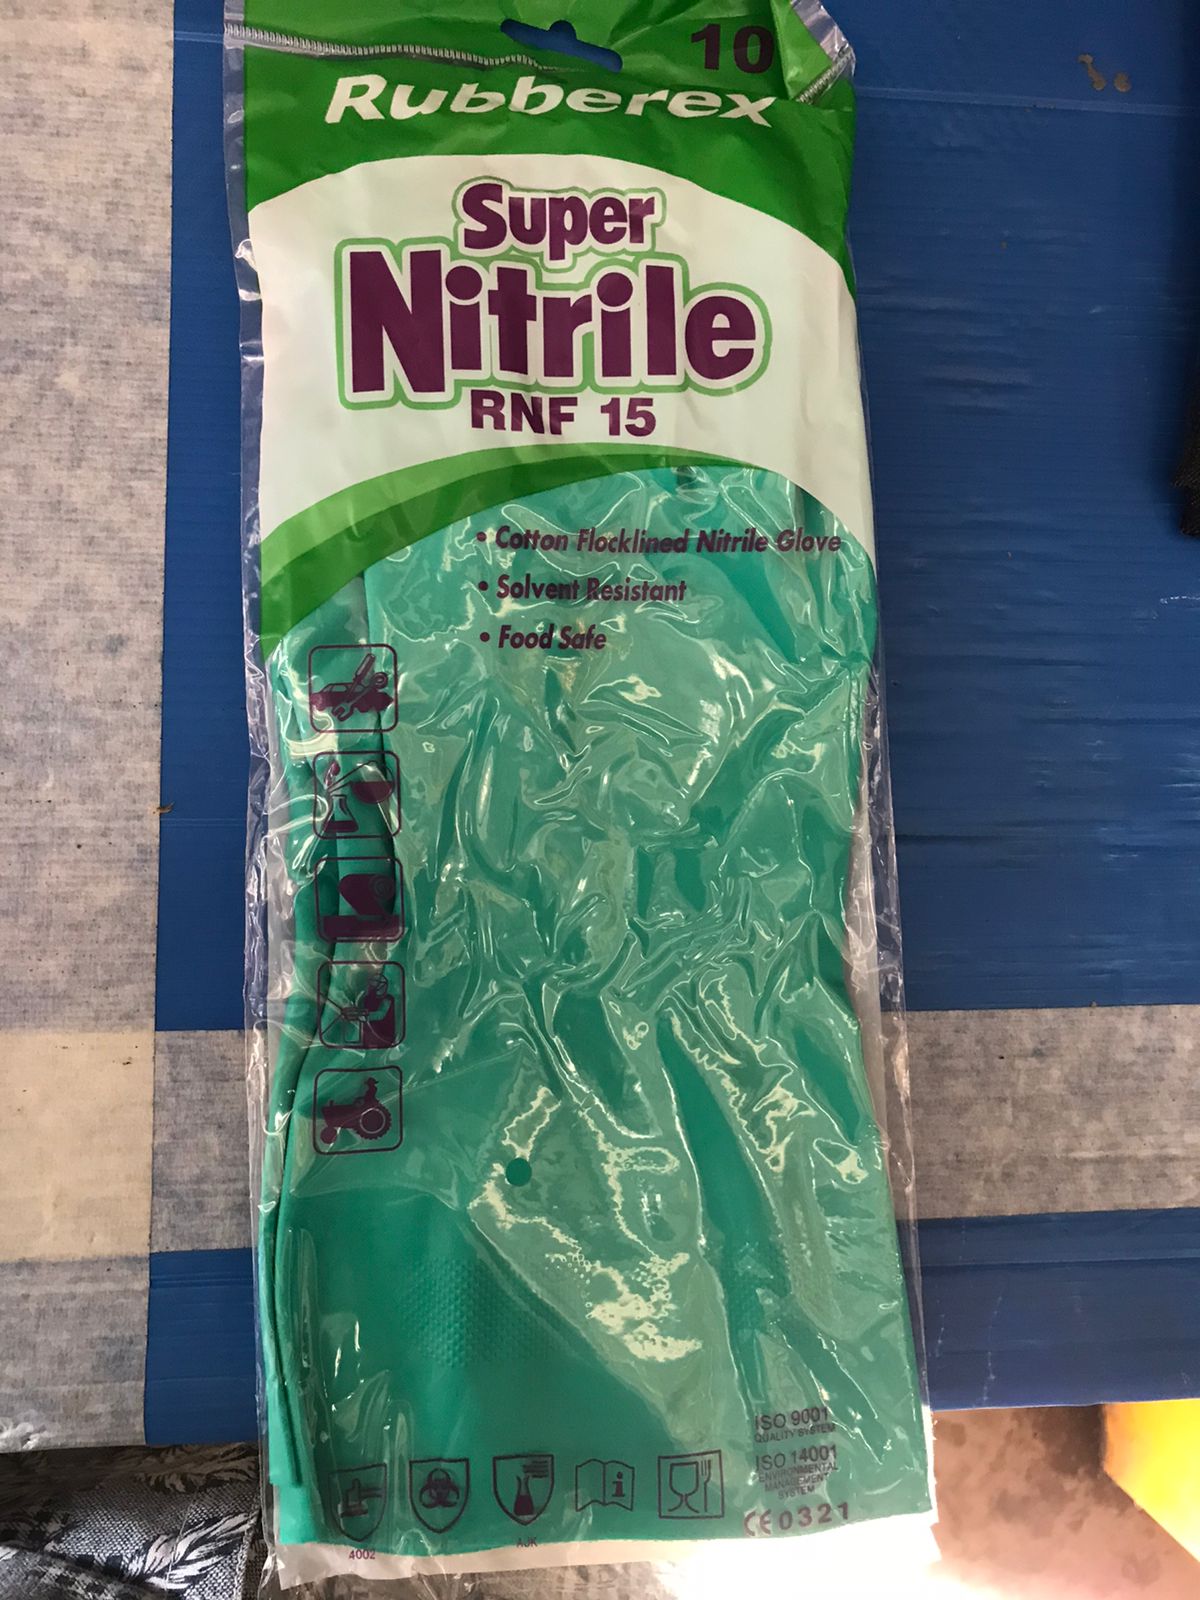 10
Rubberex
Super
Nitrile
RNF 15
• Cotton Flocklined Nitrile Glove
• Solvent Resistant
• Food Safe
ISO 9001
QUALITY SYSTEM
ISO 14001
ENVIRONMENTAL
MANAGEMENT
SYSTEM
CE 0321
i
4002
AJK